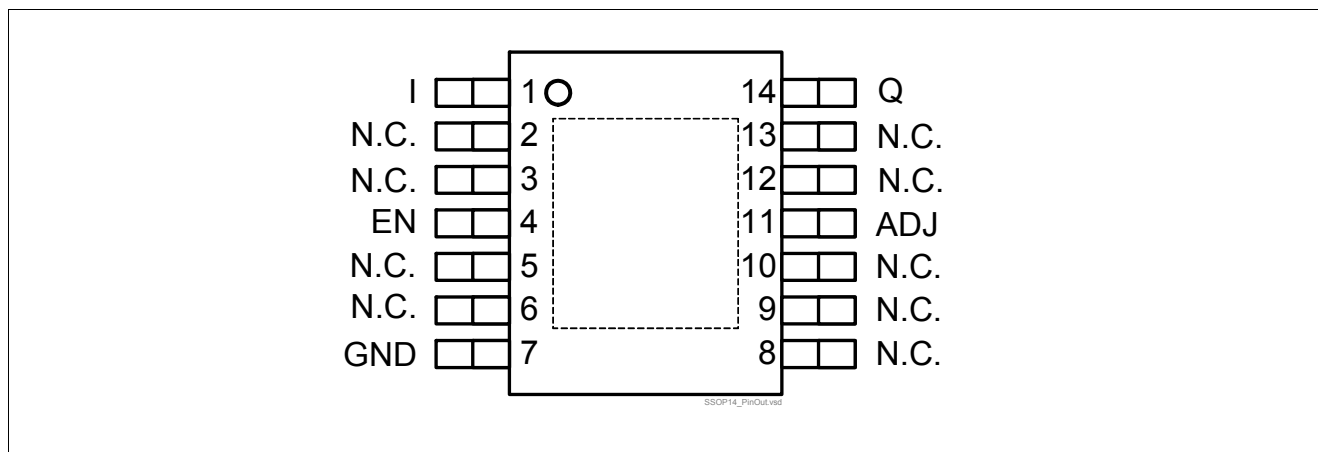 I 1 14 Q
N.C. 2 13 N.C.
N.C. 3 12 N.C.
EN 4 11 ADJ
N.C. 5 10 N.C.
N.C. 6 9 N.C.
GND 7 8 N.C.
SSOP14_PinOut.vsd